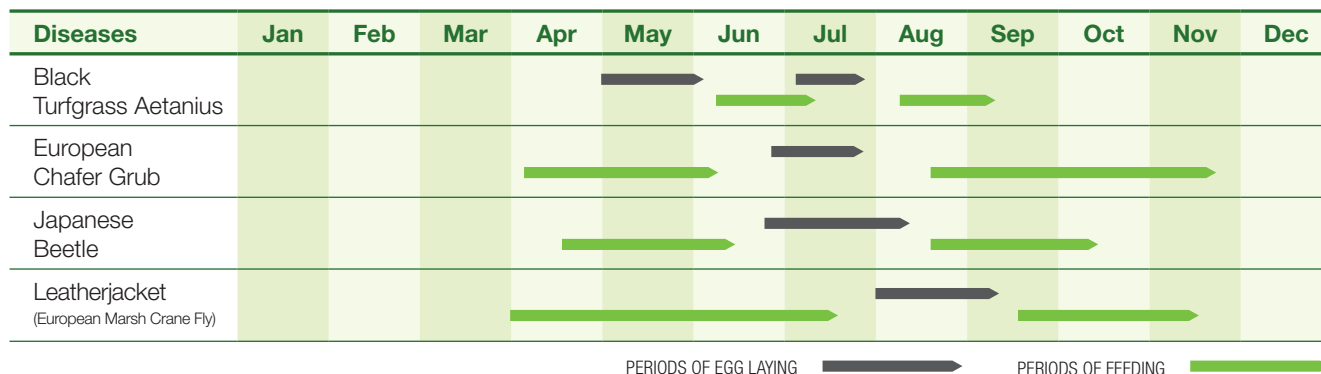 Diseases Jan Feb Mar Apr May Jun Jul Aug Sep Oct Nov Dec
Black
Turfgrass Aetanius
European
Chafer Grub
Japanese
Beetle
Leatherjacket
(European Marsh Crane Fly)
PERIODS OF EGG LAYING PERIODS OF FEEDING